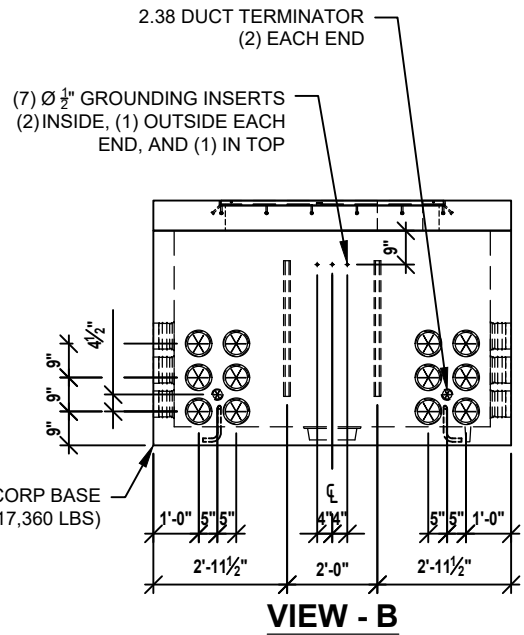 2.38 DUCT TERMINATOR
(2) EACH END
(7) Ø ½" GROUNDING INSERTS
(2) INSIDE, (1) OUTSIDE EACH
END, AND (1) IN TOP
9"
4½"
9"
9"
9"
CORP BASE
17,360 LBS)
℄
1'-0" 5" 5" 4" 4" 5" 5" 1'-0"
2'-11½" 2'-0" 2'-11½"
VIEW - B